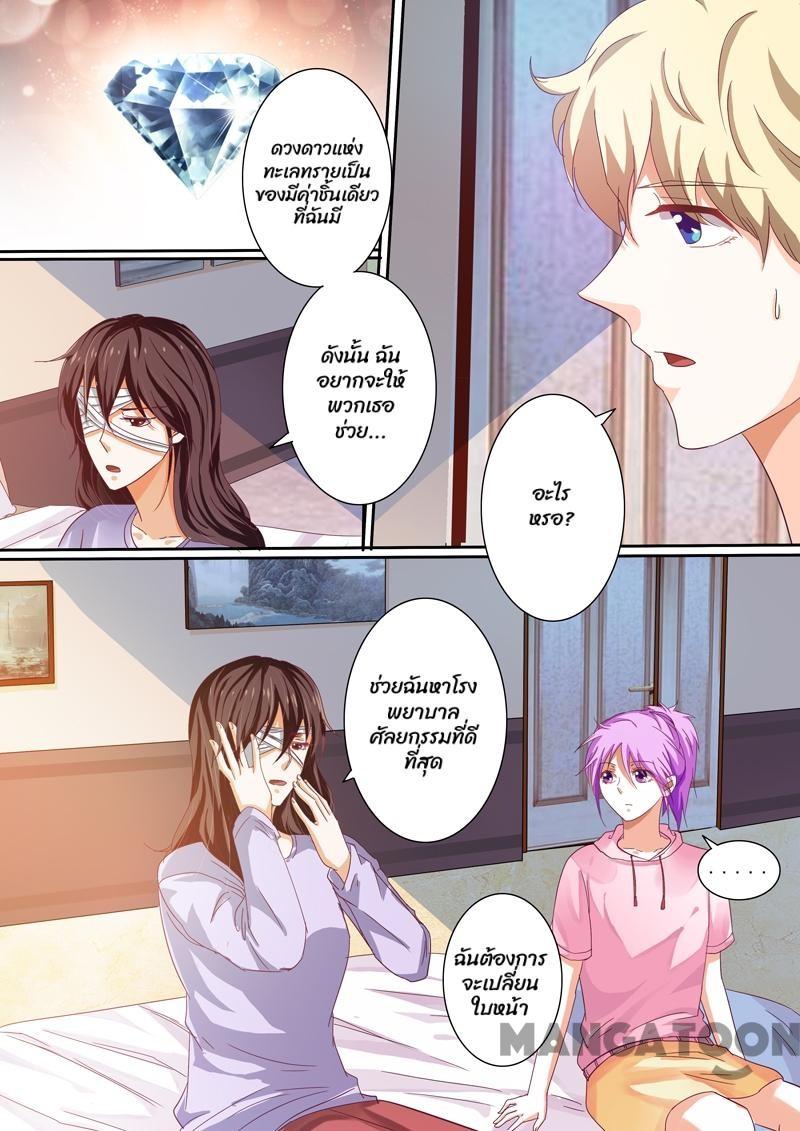 ดวงดาวแห่ง
ทะเลทรายเป็น
ของมีค่าชิ้นเดียว
ที่ฉันมี
ดังนั้น ฉัน
อยากจะให้
พวกเธอ
ช่วย...
อะไร
หรอ?
ช่วยฉันหาโรง
พยาบาล
ศัลยกรรมที่ดี
ที่สุด
.....
ฉันต้องการ
จะเปลี่ยน
ใบหน้า
MANGATOON